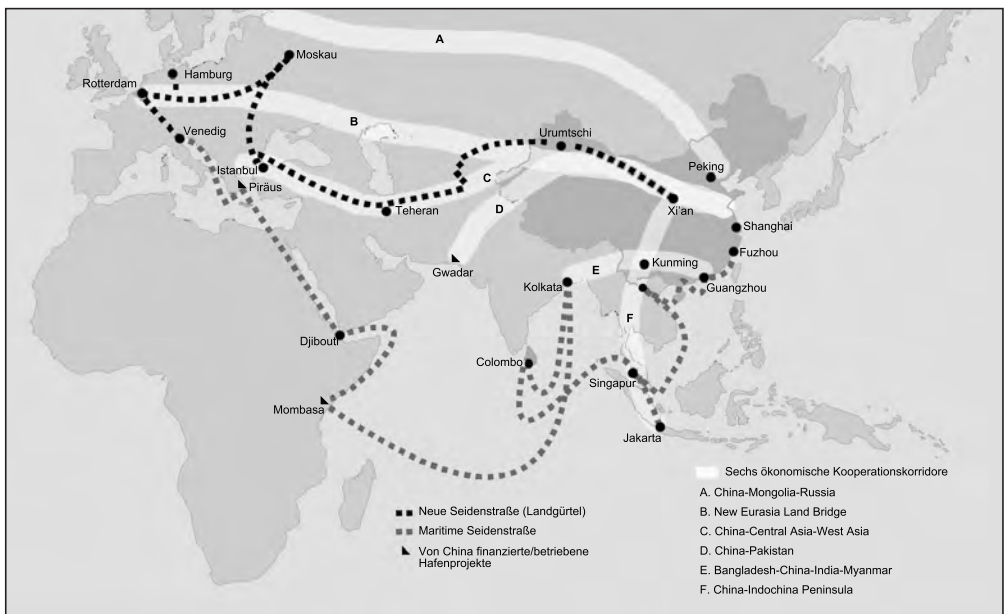 A
Moskau
Hamburg
Rotterdam
B
Venedig
Urumtschi
Peking
Istanbul
C
Piräus
Teheran
D
Xi'an
Shanghai
Fuzhou
Gwadar
E
Kunming
Kolkata
Guangzhou
F
Djibouti
Colombo
Singapur
Mombasa
Jakarta
Sechs ökonomische Kooperationskorridore
A. China-Mongolia-Russia
B. New Eurasia Land Bridge
C. China-Central Asia-West Asia
D. China-Pakistan
E. Bangladesh-China-India-Myanmar
F. China-Indochina Peninsula
Neue Seidenstraße (Landgürtel)
Maritime Seidenstraße
Von China finanzierte/betriebene
Hafenprojekte